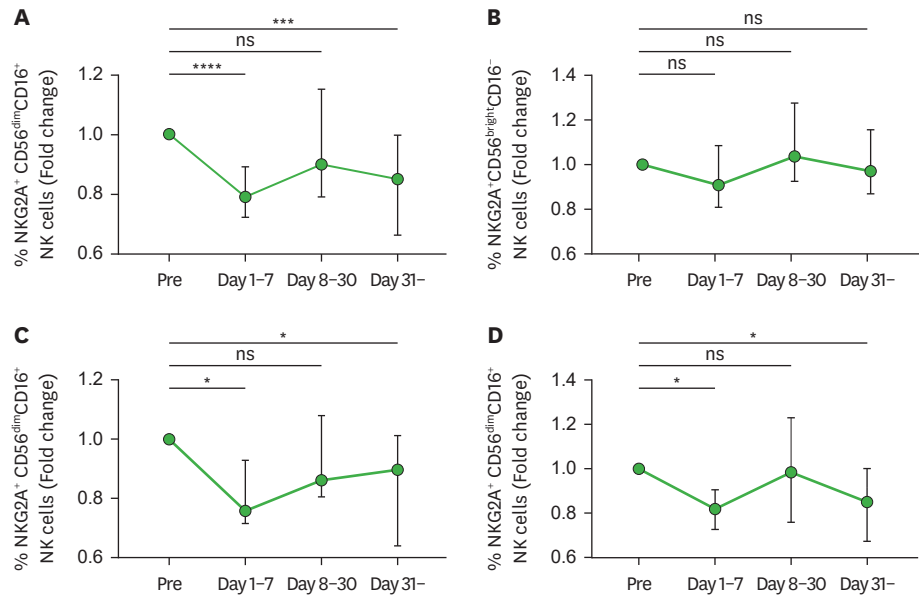 A
***
ns
****
% NKG2A⁺ CD56ᵈⁱᵐCD16⁺
NK cells (Fold change)
1.2
1.0
0.8
0.6
Pre
Day 1–7
Day 8–30
Day 31–
B
ns
ns
ns
% NKG2A⁺CD56ᵇʳⁱᵍʰᵗCD16⁻
NK cells (Fold change)
1.4
1.2
1.0
0.8
0.6
Pre
Day 1–7
Day 8–30
Day 31–
C
*
ns
*
% NKG2A⁺ CD56ᵈⁱᵐCD16⁺
NK cells (Fold change)
1.2
1.0
0.8
0.6
Pre
Day 1–7
Day 8–30
Day 31–
D
*
ns
*
% NKG2A⁺ CD56ᵈⁱᵐCD16⁺
NK cells (Fold change)
1.4
1.2
1.0
0.8
0.6
Pre
Day 1–7
Day 8–30
Day 31–